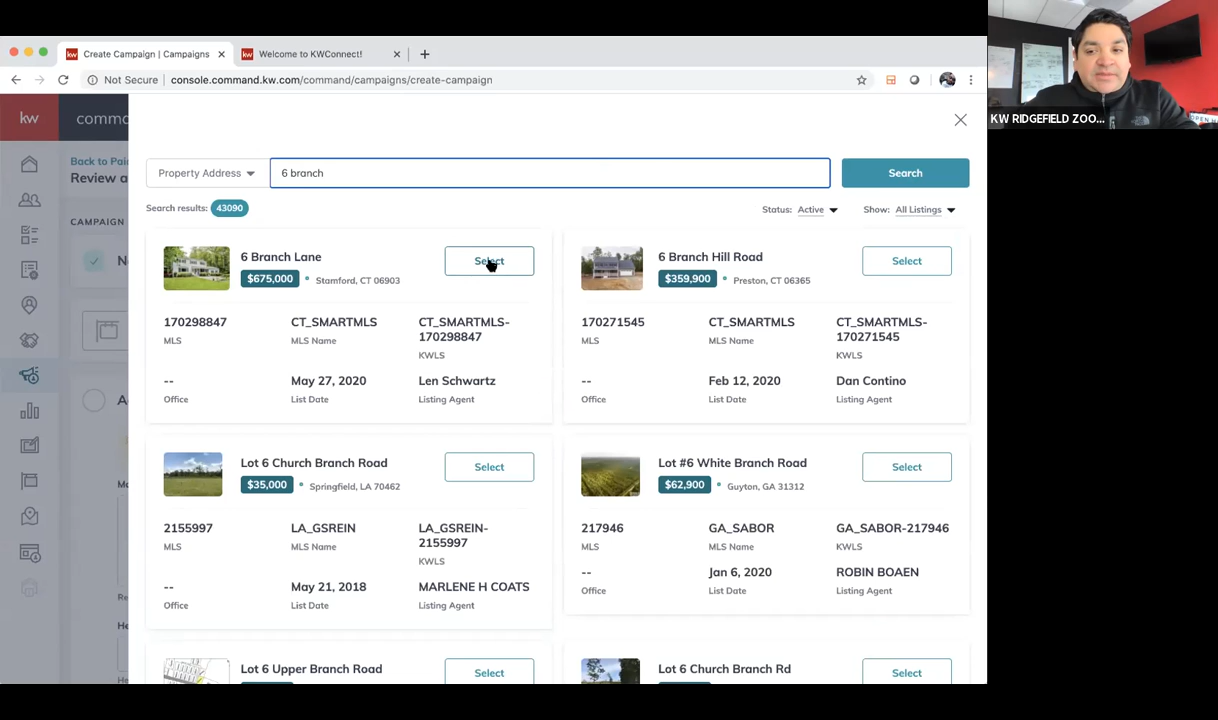 Create Campaign | Campaigns
Welcome to KWConnect!
Not Secure
console.command.kw.com/command/campaigns/create-campaign
KW RIDGEFIELD ZOO...
kw
comma
Back to Pai
Review a
CAMPAIGN
N
A
Ma
Re
He
Property Address
6 branch
Search
Search results: 43090
Status: Active
Show: All Listings
6 Branch Lane
Select
$675,000
Stamford, CT 06903
170298847
CT_SMARTMLS
CT_SMARTMLS-
170298847
MLS
MLS Name
KWLS
--
May 27, 2020
Len Schwartz
Office
List Date
Listing Agent
6 Branch Hill Road
Select
$359,900
Preston, CT 06365
170271545
CT_SMARTMLS
CT_SMARTMLS-
170271545
MLS
MLS Name
KWLS
--
Feb 12, 2020
Dan Contino
Office
List Date
Listing Agent
Lot 6 Church Branch Road
Select
$35,000
Springfield, LA 70462
2155997
LA_GSREIN
LA_GSREIN-
2155997
MLS
MLS Name
KWLS
--
May 21, 2018
MARLENE H COATS
Office
List Date
Listing Agent
Lot #6 White Branch Road
Select
$62,900
Guyton, GA 31312
217946
GA_SABOR
GA_SABOR-217946
MLS
MLS Name
KWLS
--
Jan 6, 2020
ROBIN BOAEN
Office
List Date
Listing Agent
Lot 6 Upper Branch Road
Select
Lot 6 Church Branch Rd
Select